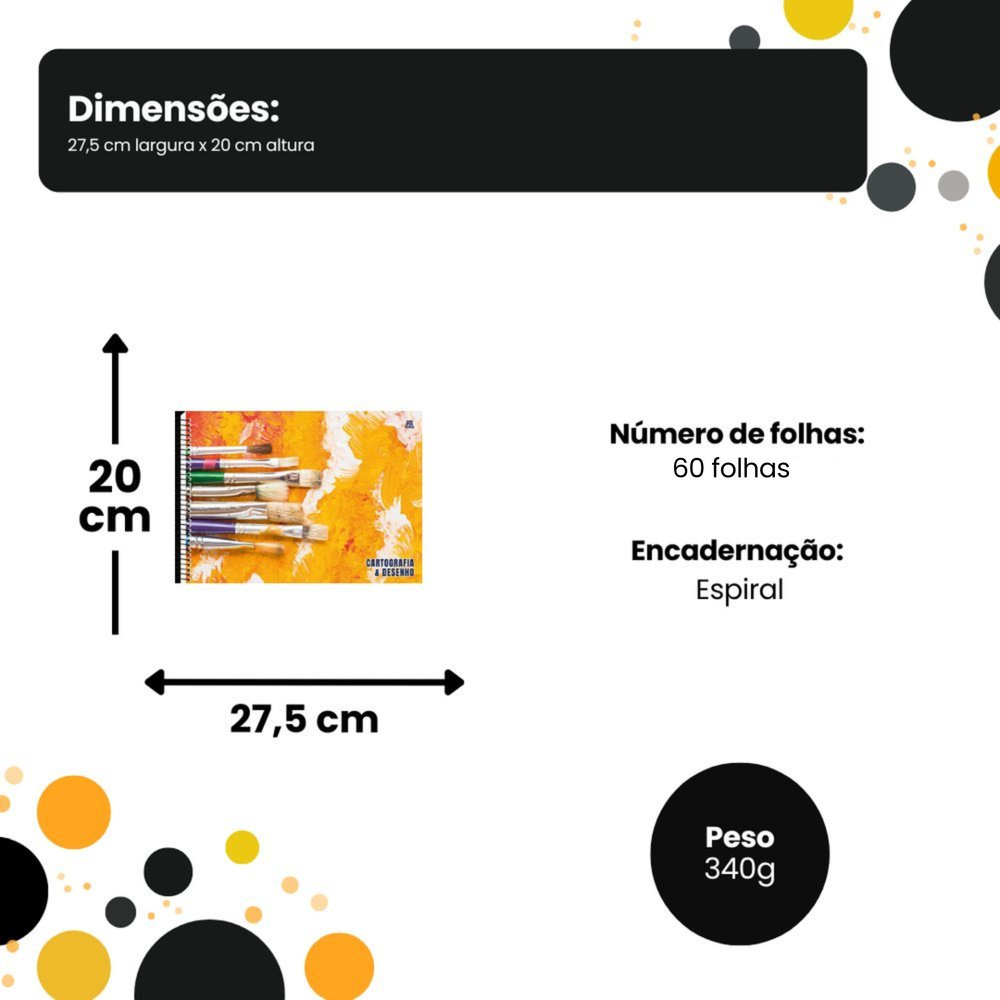 Dimensões:
27,5 cm largura x 20 cm altura
20
cm
27,5 cm
CARTOGRAFIA
& DESENHO
Número de folhas:
60 folhas
Encadernação:
Espiral
Peso
340g